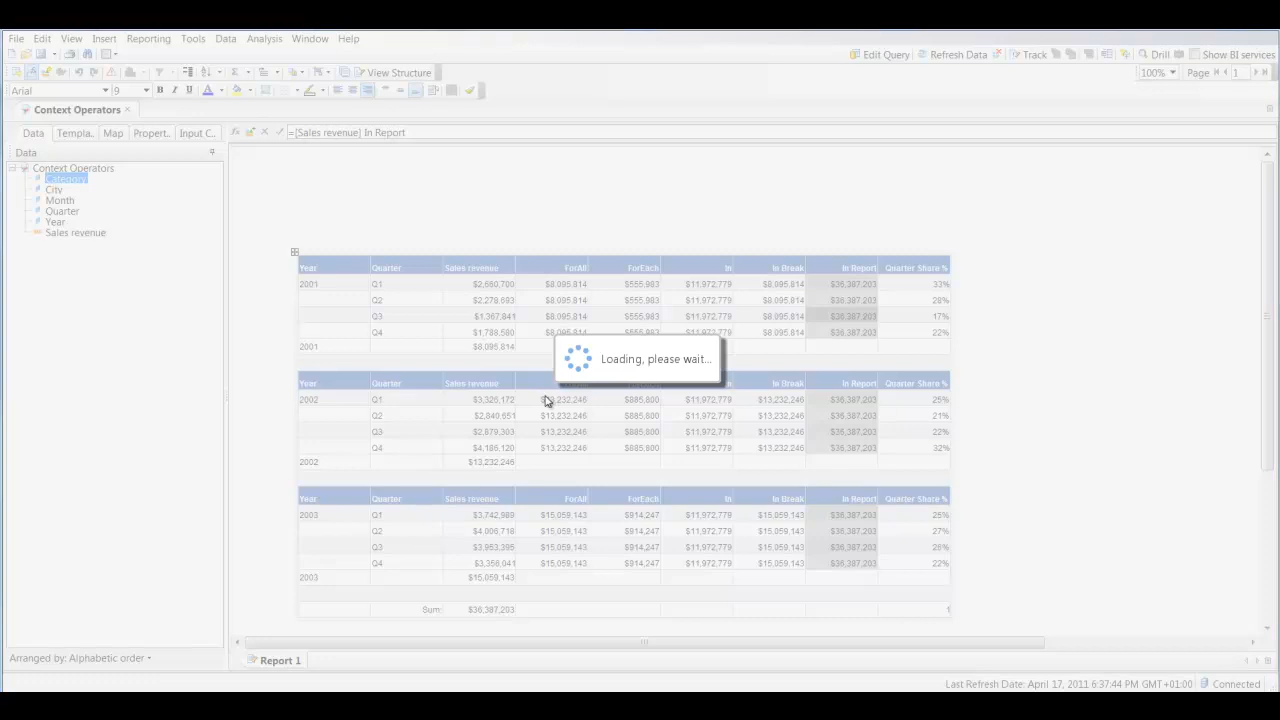 File Edit View Insert Reporting Tools Data Analysis Window Help
Edit Query Refresh Data Track Drill Show BI services
View Structure 100% Page 1
Arial 9 B I U A
Context Operators
Data Templa.. Map Propert.. Input C.. =[Sales revenue] In Report
Data
Context Operators
Category
City
Month
Quarter
Year
Sales revenue
Year Quarter Sales revenue ForAll ForEach In In Break In Report Quarter Share %
2001 Q1 $2,660,700 $8,095,814 $555,983 $11,972,779 $8,095,814 $36,387,203 33%
Q2 $2,278,693 $8,095,814 $555,983 $11,972,779 $8,095,814 $36,387,203 28%
Q3 $1,367,841 $8,095,814 $555,983 $11,972,779 $8,095,814 $36,387,203 17%
Q4 $1,788,580 $8,095,814 $555,983 $11,972,779 $8,095,814 $36,387,203 22%
2001 $8,095,814
Loading, please wait...
Year Quarter Sales revenue In In Break In Report Quarter Share %
2002 Q1 $3,326,172 $13,232,246 $885,800 $11,972,779 $13,232,246 $36,387,203 25%
Q2 $2,840,651 $13,232,246 $885,800 $11,972,779 $13,232,246 $36,387,203 21%
Q3 $2,879,303 $13,232,246 $885,800 $11,972,779 $13,232,246 $36,387,203 22%
Q4 $4,186,120 $13,232,246 $885,800 $11,972,779 $13,232,246 $36,387,203 32%
2002 $13,232,246
Year Quarter Sales revenue ForAll ForEach In In Break In Report Quarter Share %
2003 Q1 $3,742,989 $15,059,143 $914,247 $11,972,779 $15,059,143 $36,387,203 25%
Q2 $4,006,718 $15,059,143 $914,247 $11,972,779 $15,059,143 $36,387,203 27%
Q3 $3,953,395 $15,059,143 $914,247 $11,972,779 $15,059,143 $36,387,203 26%
Q4 $3,356,041 $15,059,143 $914,247 $11,972,779 $15,059,143 $36,387,203 22%
2003 $15,059,143
Sum: $36,387,203 1
Arranged by: Alphabetic order
Report 1
Last Refresh Date: April 17, 2011 6:37:44 PM GMT+01:00 Connected